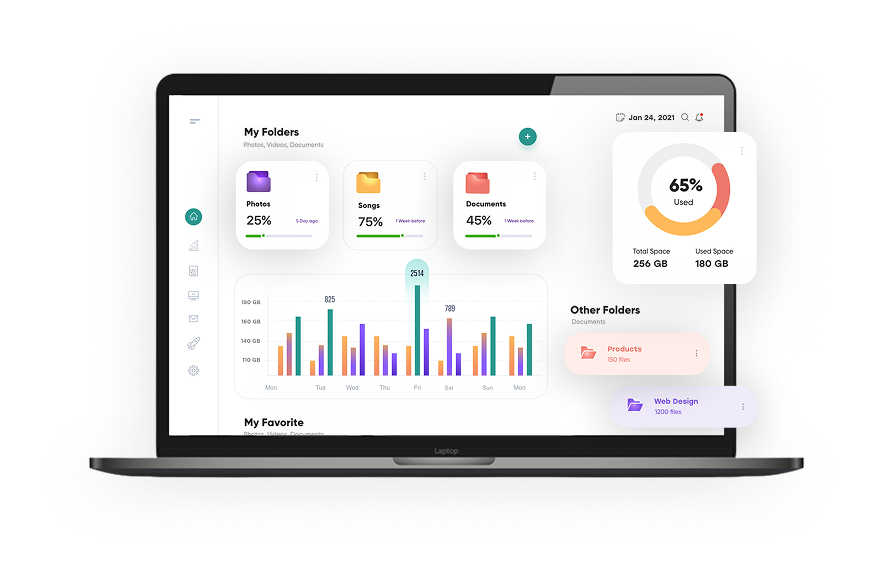 My Folders
Photos, Videos, Documents
+
Jan 24, 2021
Photos
25%
5 Day ago
Songs
75%
1 Week before
Documents
45%
1 Week before
65%
Used
Total Space
Used Space
256 GB
180 GB
2514
825
789
180 GB
160 GB
140 GB
110 GB
Mon
Tue
Wed
Thu
Fri
Sat
Sun
Mon
Other Folders
Documents
Products
150 files
Web Design
1200 files
My Favorite
Photos, Videos, Documents
Laptop